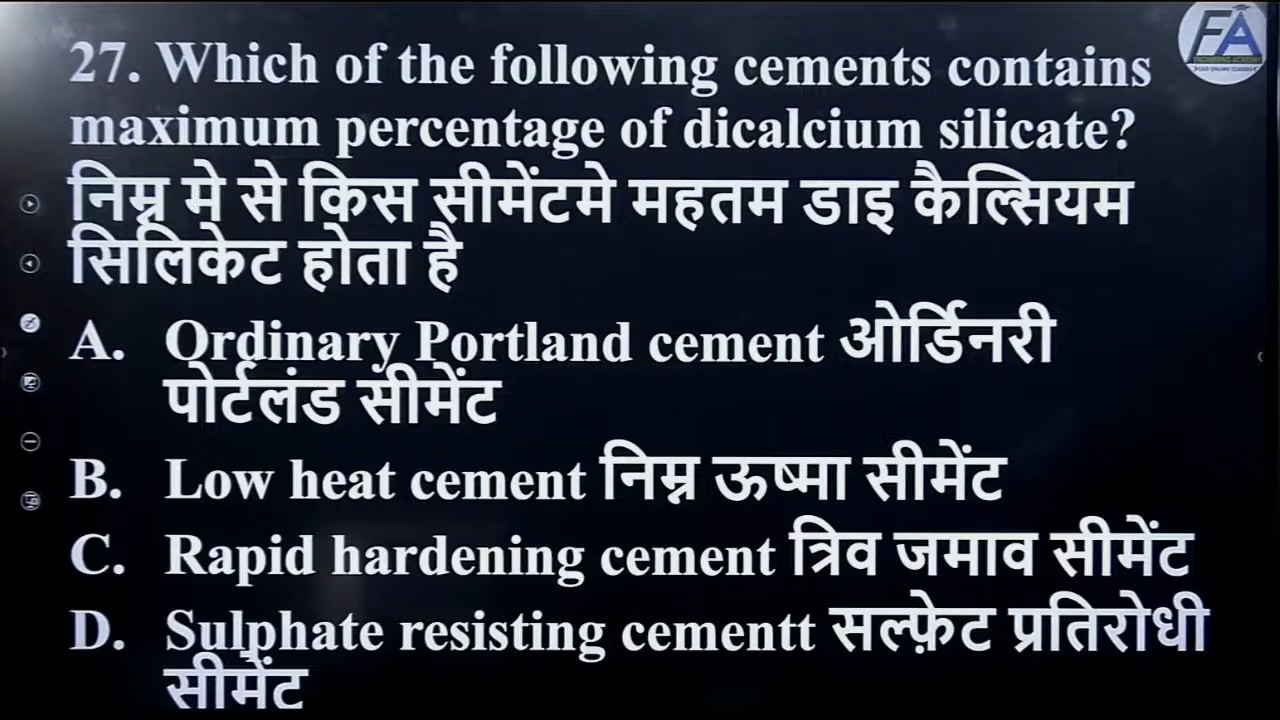 27. Which of the following cements contains
maximum percentage of dicalcium silicate?
निम्न मे से किस सीमेंटमे महतम डाइ कैल्सियम
सिलिकेट होता है
A. Ordinary Portland cement ओर्डिनरी
पोर्टलंड सीमेंट
B. Low heat cement निम्न ऊष्मा सीमेंट
C. Rapid hardening cement त्रिव जमाव सीमेंट
D. Sulphate resisting cementt सल्फ़ेट प्रतिरोधी
सीमेंट
FA